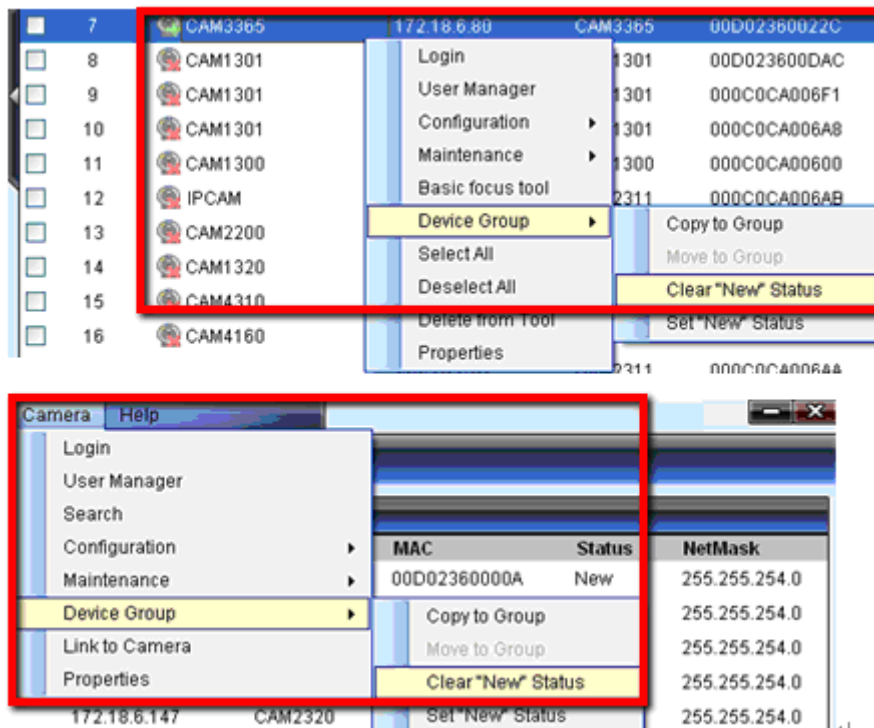 7 CAM3365 172.18.6.80 CAM3365 00D02360022C
8 CAM1301 Login 1301 00D023600DAC
9 CAM1301 User Manager 1301 000C0CA006F1
10 CAM1301 Configuration 1301 000C0CA006A8
11 CAM1300 Maintenance 1300 000C0CA00600
12 IPCAM Basic focus tool 2311 000C0CA006AB
13 CAM2200 Device Group Copy to Group
14 CAM1320 Select All Move to Group
15 CAM4310 Deselect All Clear "New" Status
16 CAM4160 Delete from Tool Set "New" Status
Properties 2311 000C0CA006AA
Camera Help
Login
User Manager
Search
Configuration MAC Status NetMask
Maintenance 00D02360000A New 255.255.254.0
Device Group Copy to Group 255.255.254.0
Link to Camera Move to Group 255.255.254.0
Properties Clear "New" Status 255.255.254.0
172.18.6.147 CAM2320 Set "New" Status 255.255.254.0